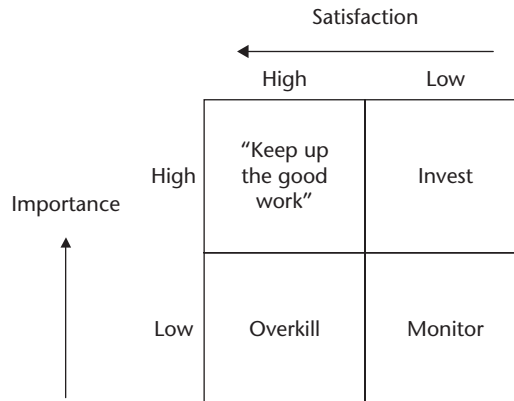 Satisfaction
High Low
“Keep up
the good
work”
High
Invest
Importance
Low Overkill Monitor